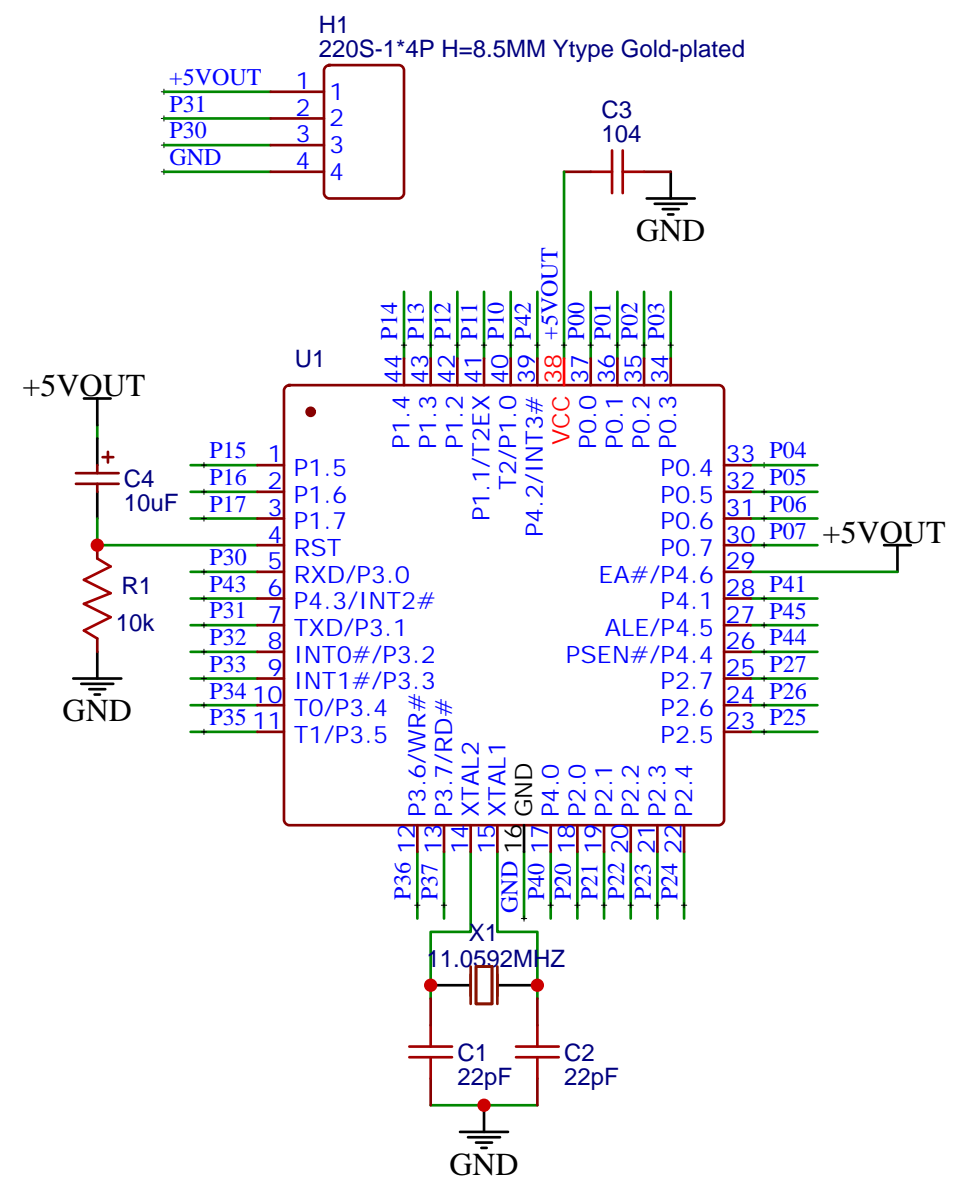 H1
220S-1*4P H=8.5MM Ytype Gold-plated
+5VOUT 1 1
P31 2 2
P30 3 3
GND 4 4
C3
104
GND
P14 P13 P12 P11 P10 P42 +5VOUT P00 P01 P02 P03
44 43 42 41 40 39 38 37 36 35 34
U1
P1.4 P1.3 P1.2 P1.1/T2EX T2/P1.0 P4.2/INT3# VCC P0.0 P0.1 P0.2 P0.3
+5VOUT
+
C4
10uF
R1
10k
GND
P15 1 P1.5
P16 2 P1.6
P17 3 P1.7
4 RST
P30 5 RXD/P3.0
P43 6 P4.3/INT2#
P31 7 TXD/P3.1
P32 8 INT0#/P3.2
P33 9 INT1#/P3.3
P34 10 T0/P3.4
P35 11 T1/P3.5
P0.4 33 P04
P0.5 32 P05
P0.6 31 P06
P0.7 30 P07
EA#/P4.6 29 +5VOUT
P4.1 28 P41
ALE/P4.5 27 P45
PSEN#/P4.4 26 P44
P2.7 25 P27
P2.6 24 P26
P2.5 23 P25
P3.6/WR# P3.7/RD# XTAL2 XTAL1 GND P4.0 P2.0 P2.1 P2.2 P2.3 P2.4
12 13 14 15 16 17 18 19 20 21 22
P36 P37 GND P40 P20 P21 P22 P23 P24
X1
11.0592MHZ
C1
22pF
C2
22pF
GND